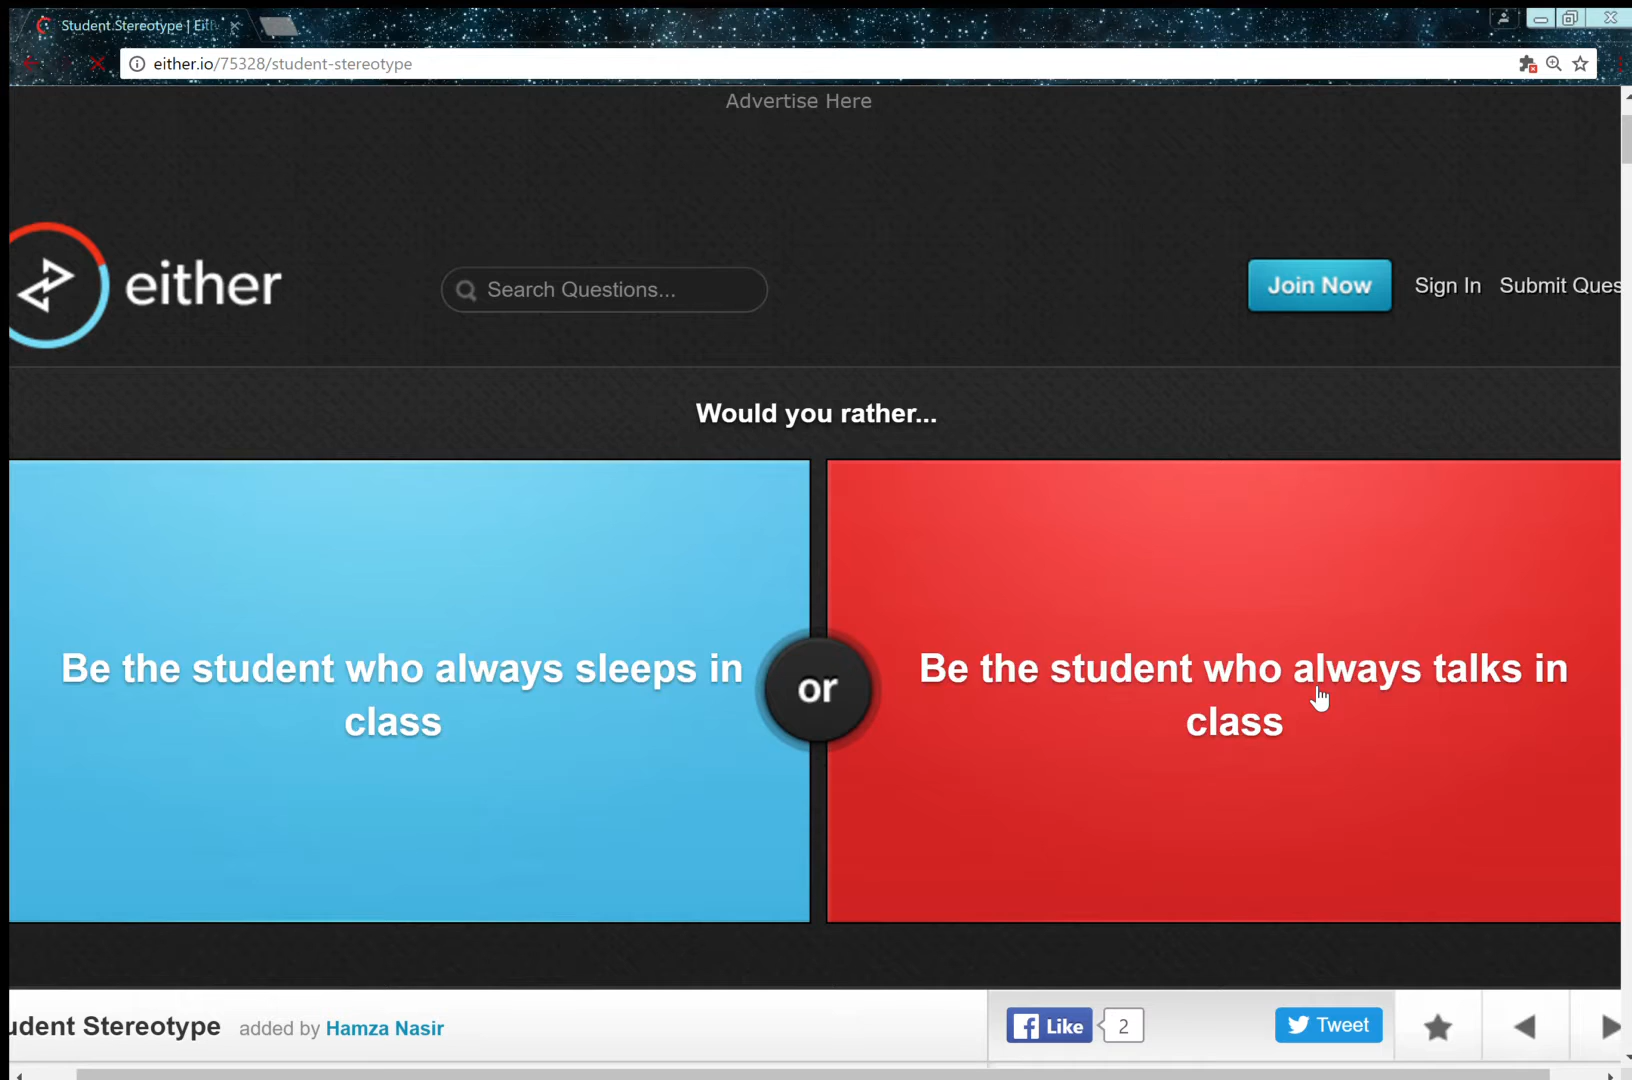 Student Stereotype | Eith
either.io/75328/student-stereotype
Advertise Here
either
Search Questions...
Join Now
Sign In
Submit Ques
Would you rather...
Be the student who always sleeps in
class
or
Be the student who always talks in
class
udent Stereotype added by Hamza Nasir
Like
2
Tweet